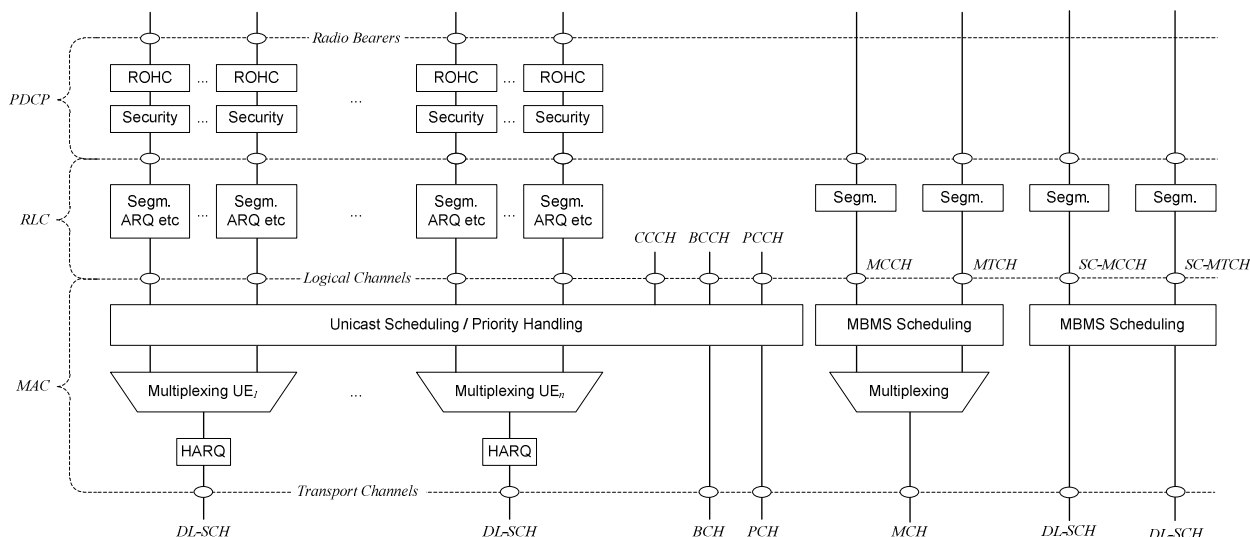 Radio Bearers
ROHC ... ROHC ROHC ... ROHC
PDCP ...
Security ... Security Security ... Security
Segm. ARQ etc ... Segm. ARQ etc ... Segm. ARQ etc ... Segm. ARQ etc Segm. Segm. Segm. Segm.
RLC
CCCH BCCH PCCH
Logical Channels MCCH MTCH SC-MCCH SC-MTCH
Unicast Scheduling / Priority Handling MBMS Scheduling MBMS Scheduling
MAC Multiplexing UE1 ... Multiplexing UEn Multiplexing
HARQ HARQ
Transport Channels
DL-SCH DL-SCH BCH PCH MCH DL-SCH DL-SCH